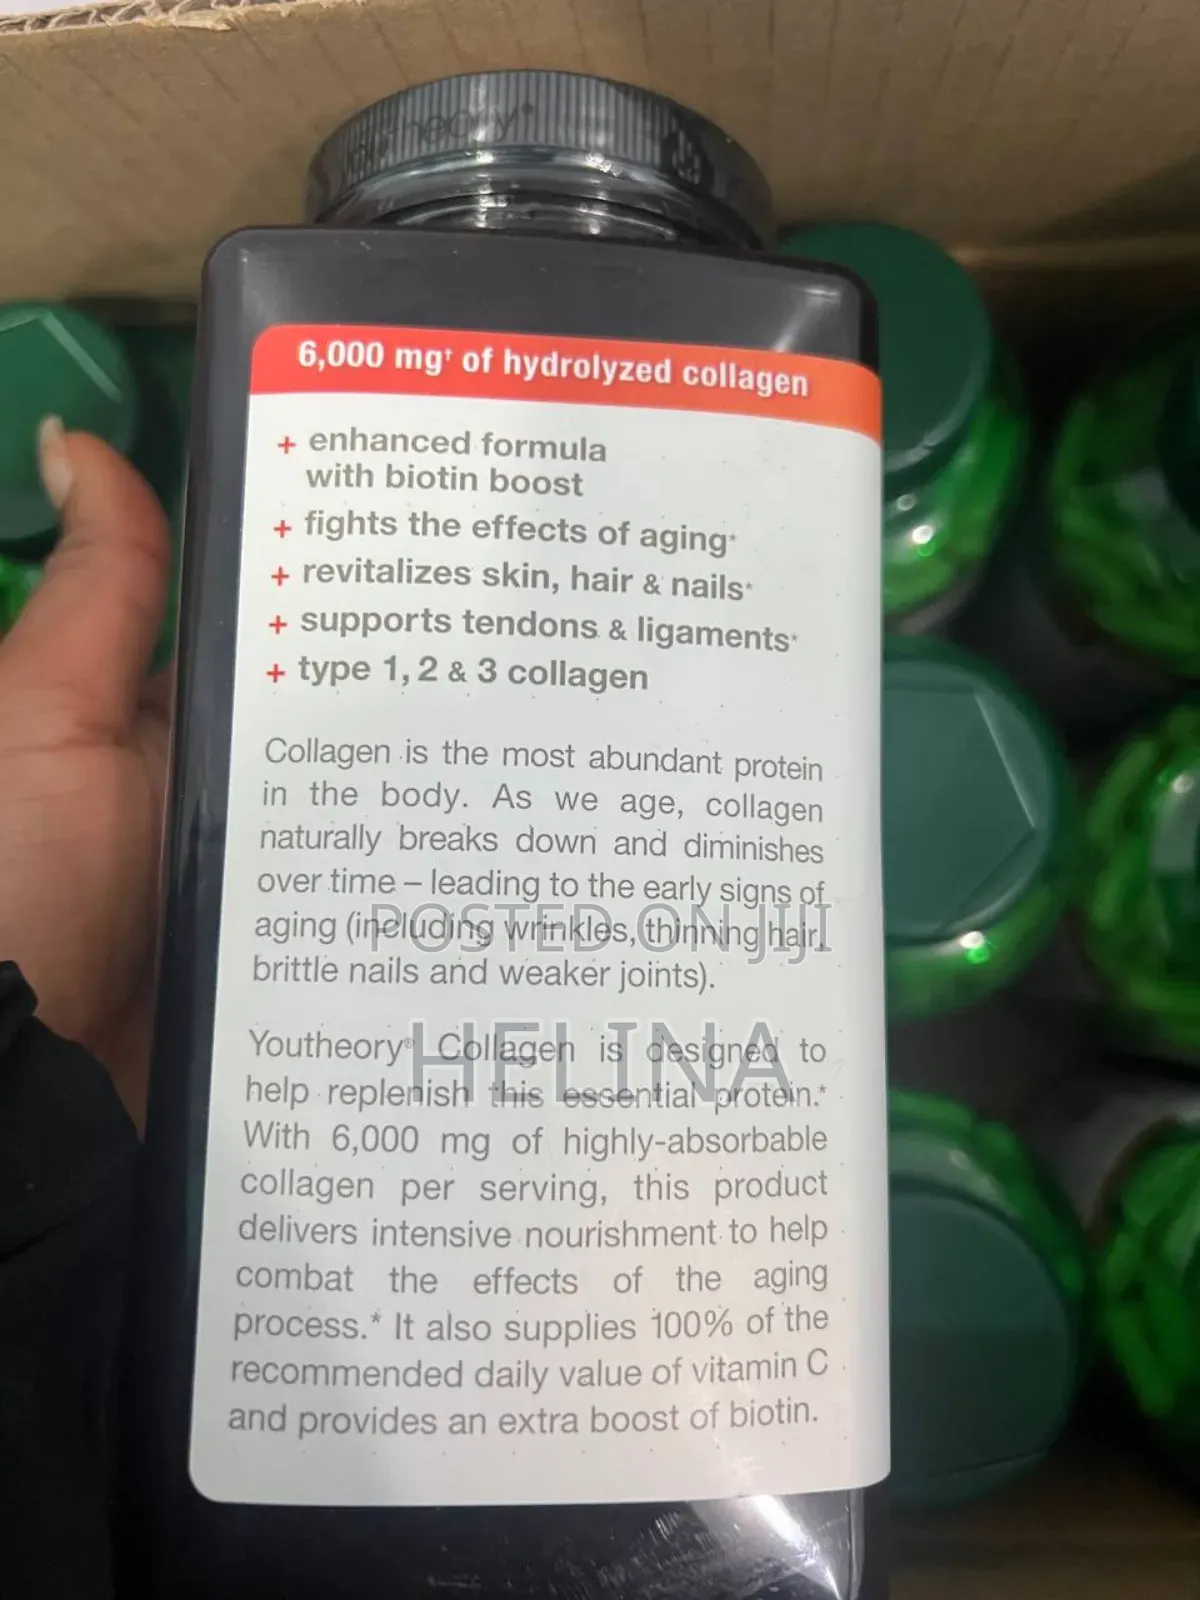 youtheory®
6,000 mg† of hydrolyzed collagen
+ enhanced formula
with biotin boost
+ fights the effects of aging*
+ revitalizes skin, hair & nails*
+ supports tendons & ligaments*
+ type 1, 2 & 3 collagen
Collagen is the most abundant protein
in the body. As we age, collagen
naturally breaks down and diminishes
over time – leading to the early signs of
aging (including wrinkles, thinning hair,
brittle nails and weaker joints).
POSTED ON JIJI
Youtheory® Collagen is designed to
HELINA
help replenish this essential protein.*
With 6,000 mg of highly-absorbable
collagen per serving, this product
delivers intensive nourishment to help
combat the effects of the aging
process.* It also supplies 100% of the
recommended daily value of vitamin C
and provides an extra boost of biotin.